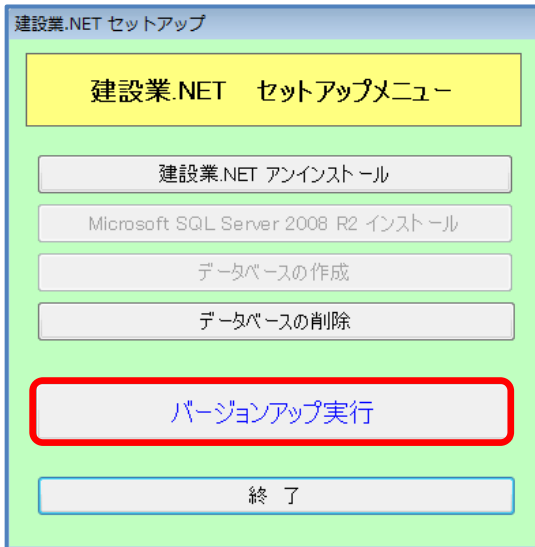 建設業.NET セットアップ
建設業.NET　セットアップメニュー
建設業.NET アンインストール
Microsoft SQL Server 2008 R2 インストール
データベースの作成
データベースの削除
バージョンアップ実行
終 了